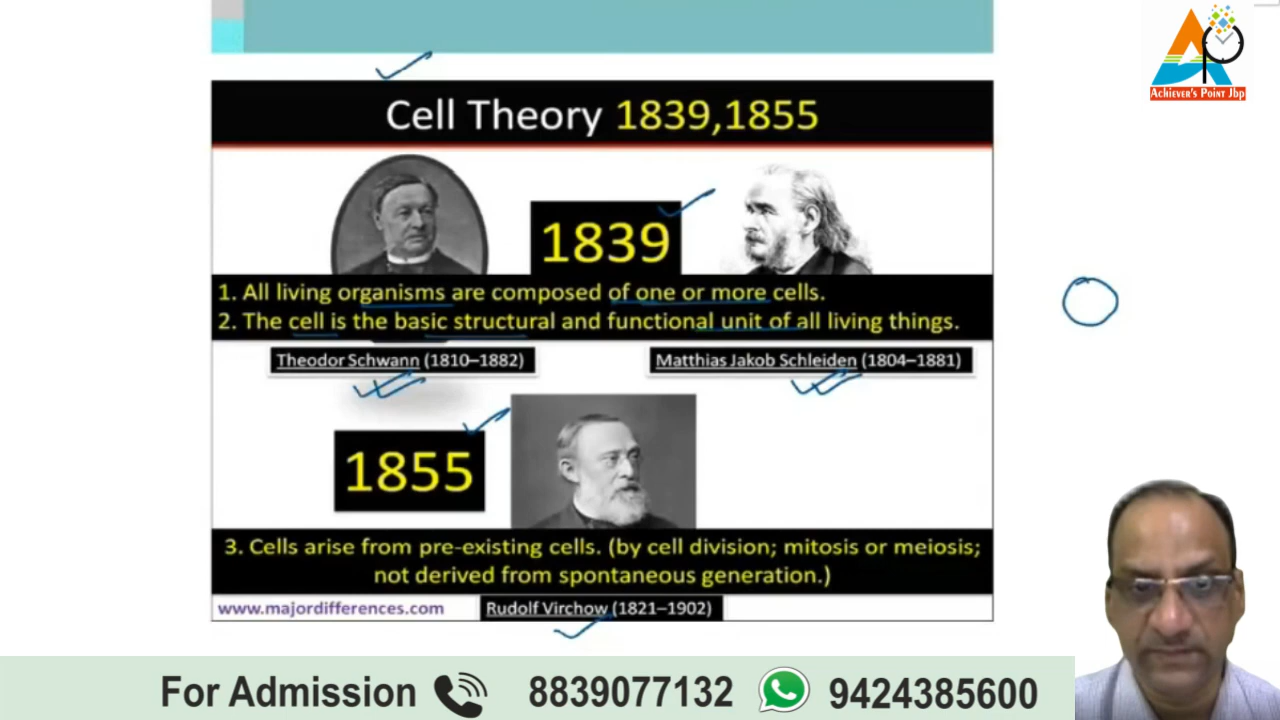 Achiever's Point Jbp
Cell Theory 1839,1855
1839
1. All living organisms are composed of one or more cells.
2. The cell is the basic structural and functional unit of all living things.
Theodor Schwann (1810–1882)
Matthias Jakob Schleiden (1804–1881)
1855
3. Cells arise from pre-existing cells. (by cell division; mitosis or meiosis;
not derived from spontaneous generation.)
www.majordifferences.com
Rudolf Virchow (1821–1902)
For Admission 8839077132 9424385600